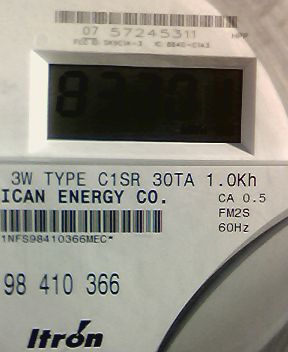 07 57245311
3W TYPE C1SR 30TA 1.0Kh
ICAN ENERGY CO.
CA 0.5
FM2S
60Hz
1NFS98410366MEC*
98 410 366
Itron